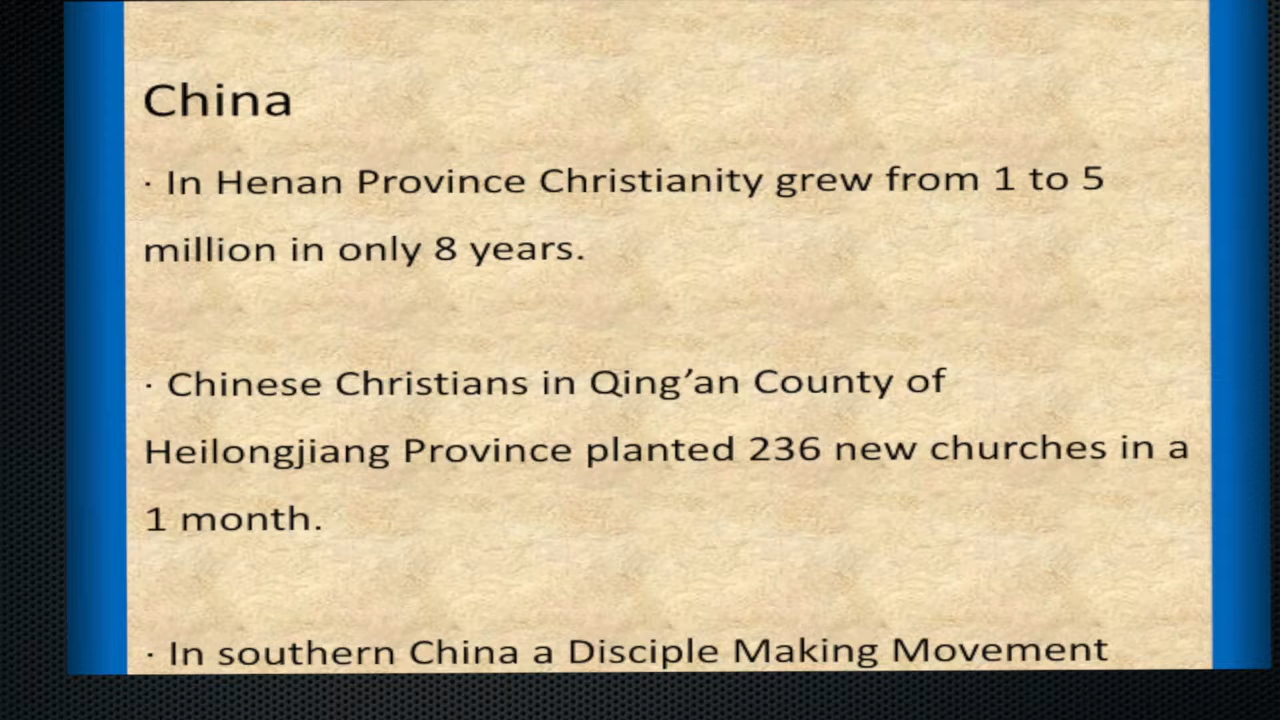 China
· In Henan Province Christianity grew from 1 to 5
million in only 8 years.
· Chinese Christians in Qing’an County of
Heilongjiang Province planted 236 new churches in a
1 month.
· In southern China a Disciple Making Movement